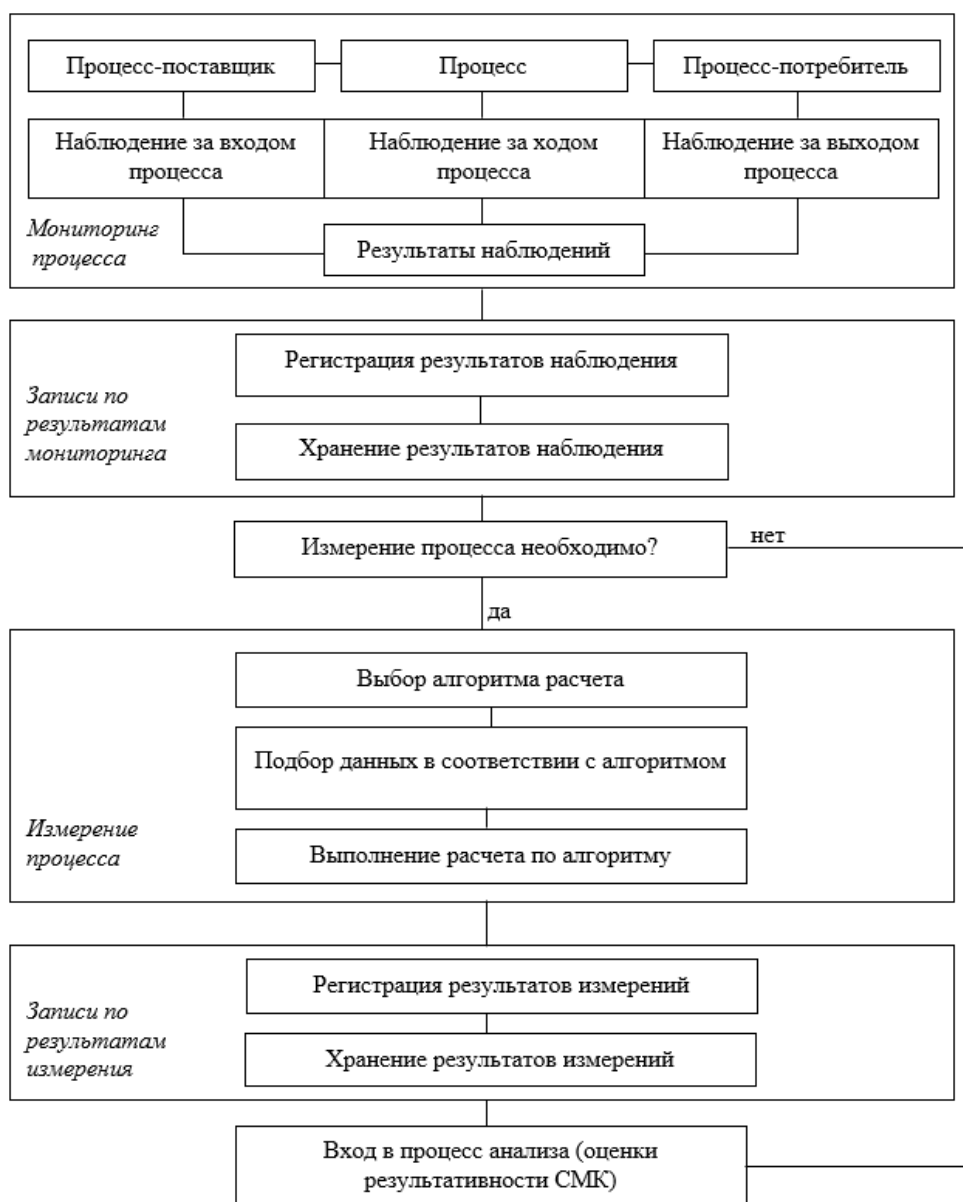 Процесс-поставщик
Процесс
Процесс-потребитель
Наблюдение за входом
процесса
Наблюдение за ходом
процесса
Наблюдение за выходом
процесса
Мониторинг
процесса
Результаты наблюдений
Записи по
результатам
мониторинга
Регистрация результатов наблюдения
Хранение результатов наблюдения
Измерение процесса необходимо?
нет
да
Выбор алгоритма расчета
Подбор данных в соответствии с алгоритмом
Измерение
процесса
Выполнение расчета по алгоритму
Записи по
результатам
измерения
Регистрация результатов измерений
Хранение результатов измерений
Вход в процесс анализа (оценки
результативности СМК)